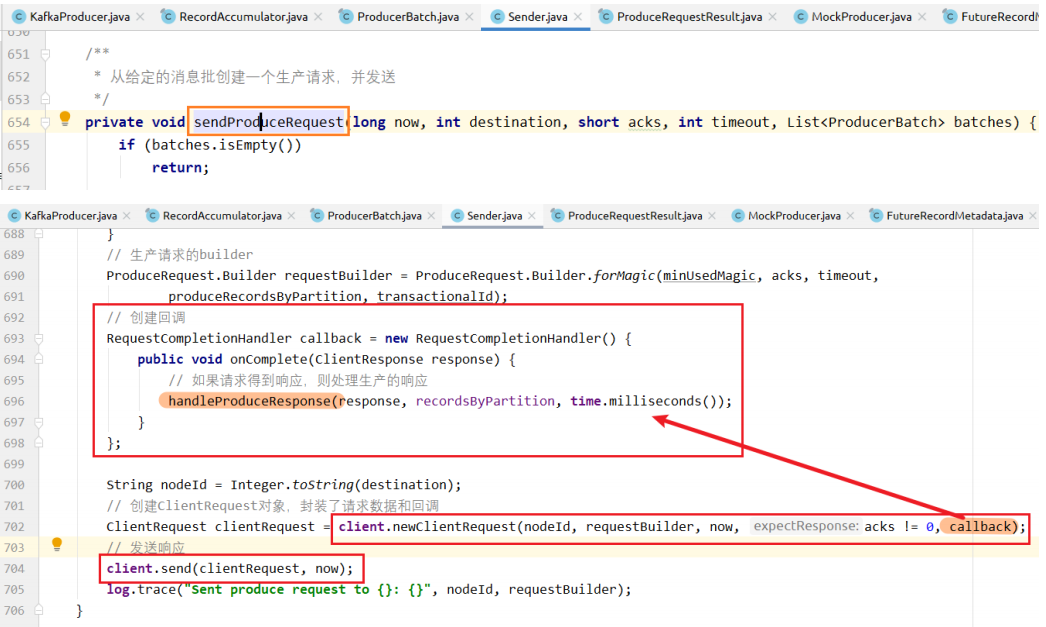 KafkaProducer.java RecordAccumulator.java ProducerBatch.java Sender.java ProduceRequestResult.java MockProducer.java
651 /**
652 * 从给定的消息批创建一个生产请求，并发送
653 */
654 private void sendProduceRequest(long now, int destination, short acks, int timeout, List<ProducerBatch> batches) {
655 if (batches.isEmpty())
656 return;
KafkaProducer.java RecordAccumulator.java ProducerBatch.java Sender.java ProduceRequestResult.java MockProducer.java FutureRecordMetadata.java
688 }
689 // 生产请求的builder
690 ProduceRequest.Builder requestBuilder = ProduceRequest.Builder.forMagic(minUsedMagic, acks, timeout,
691 produceRecordsByPartition, transactionalId);
692 // 创建回调
693 RequestCompletionHandler callback = new RequestCompletionHandler() {
694 public void onComplete(ClientResponse response) {
695 // 如果请求得到响应，则处理生产的响应
696 handleProduceResponse(response, recordsByPartition, time.milliseconds());
697 }
698 };
699
700 String nodeId = Integer.toString(destination);
701 // 创建ClientRequest对象，封装了请求数据和回调
702 ClientRequest clientRequest = client.newClientRequest(nodeId, requestBuilder, now, expectResponse: acks != 0, callback);
703 // 发送响应
704 client.send(clientRequest, now);
705 log.trace("Sent produce request to {}: {}", nodeId, requestBuilder);
706 }